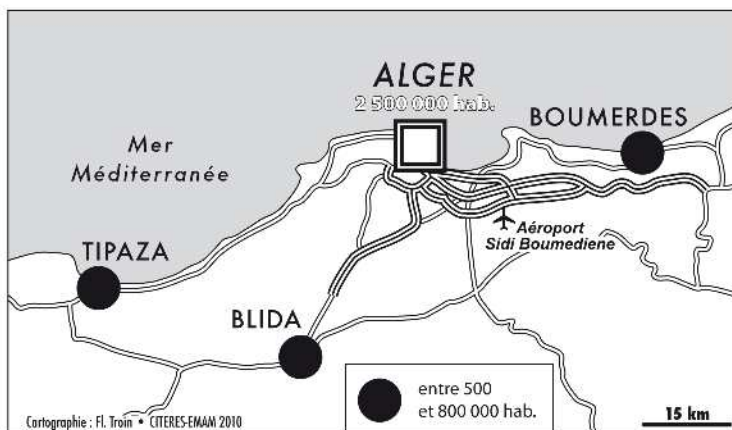 ALGER
2 500 000 hab.
BOUMERDES
Mer
Méditerranée
Aéroport
Sidi Boumediene
TIPAZA
BLIDA
entre 500
et 800 000 hab.
15 km
Cartographie : Fl. Troin • CITERES-EMAM 2010